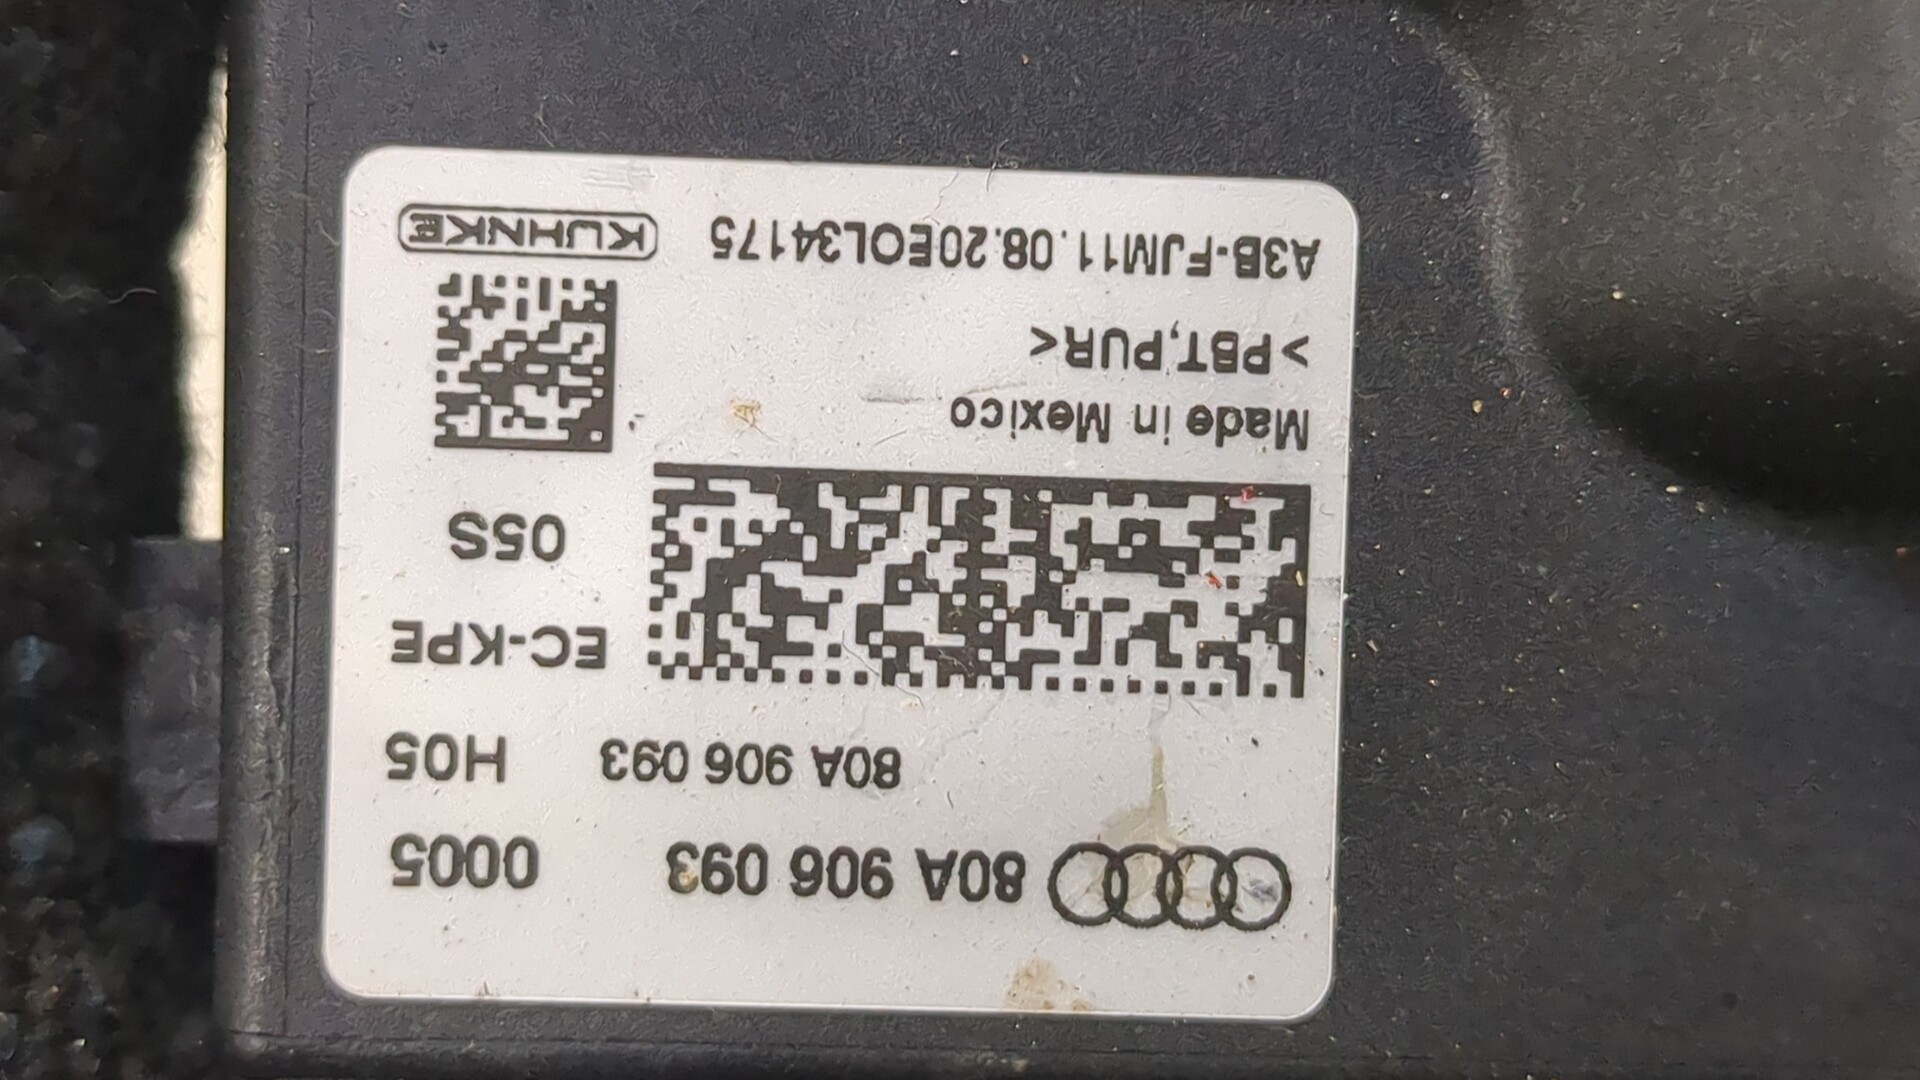 80A 906 093 0005
80A 906 093 H05
EC-KPE
05S
Made in Mexico
>PBT,PUR<
A3B-FJM11.08.20EOL34175 KUHNKE